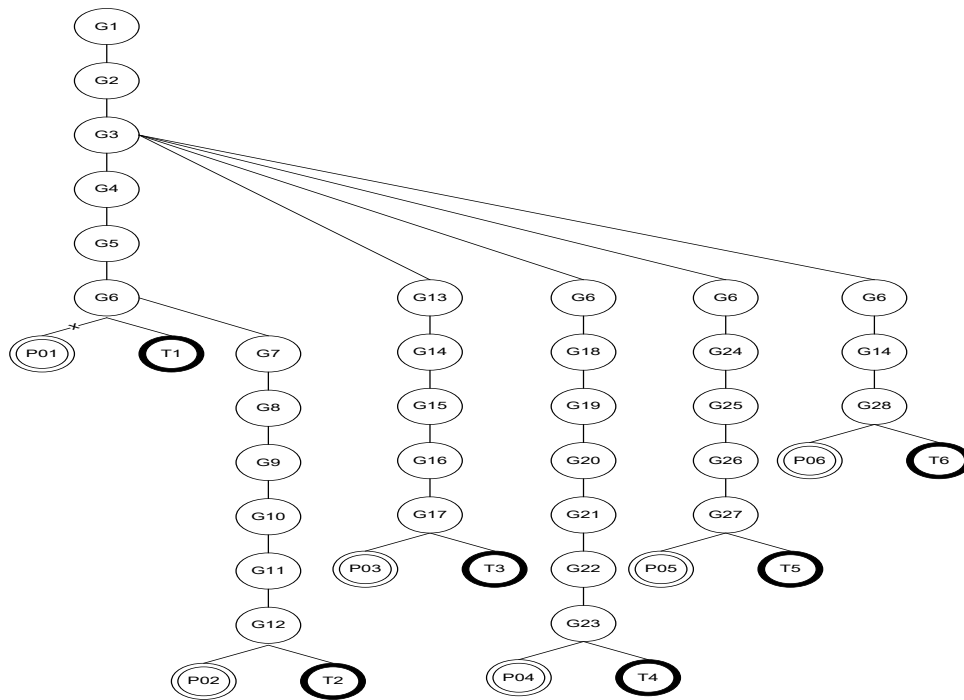 G1
G2
G3
G4
G5
G6 G13 G6 G6 G6
x
P01 T1 G7 G14 G18 G24 G14
G8 G15 G19 G25 G28
G9 G16 G20 G26 P06 T6
G10 G17 G21 G27
G11 P03 T3 G22 P05 T5
G12 G23
P02 T2 P04 T4